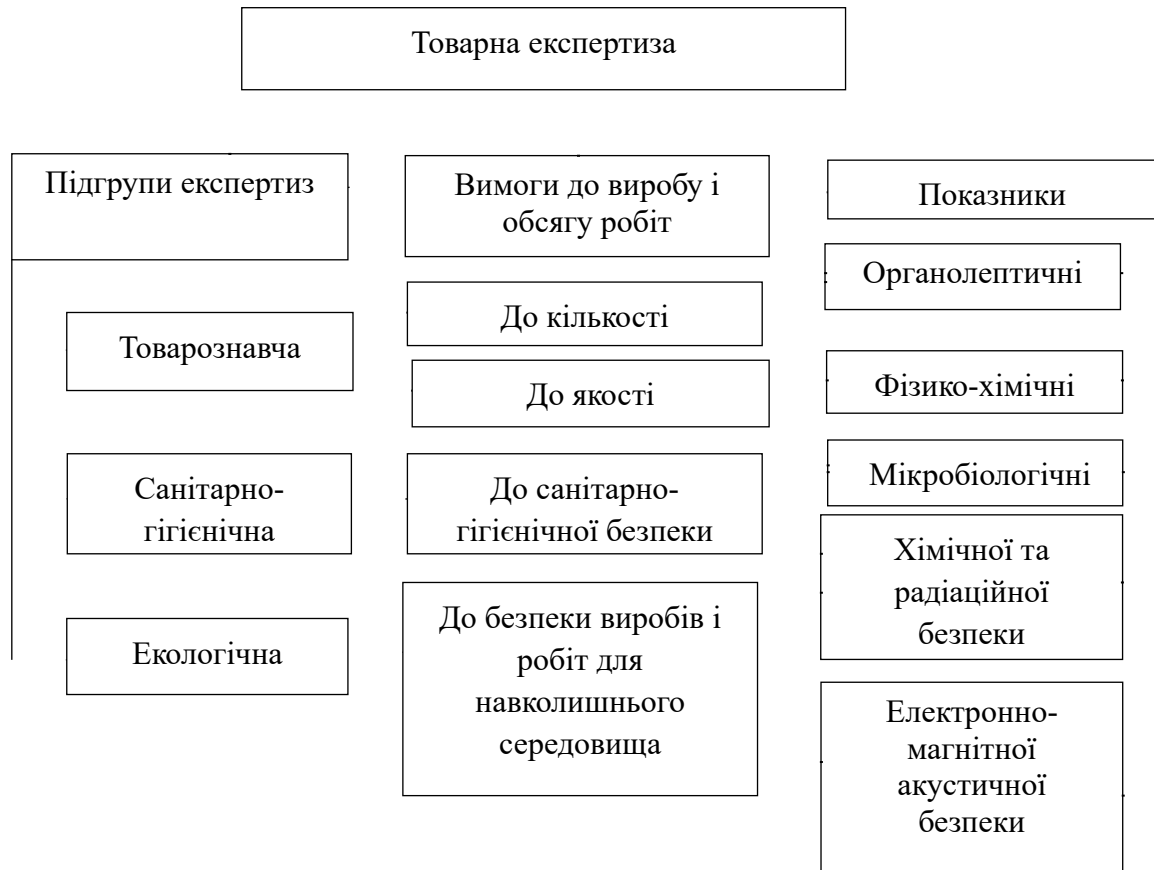 Товарна експертиза
Підгрупи експертиз
Товарознавча
Санітарно-
гігієнічна
Екологічна
Вимоги до виробу і
обсягу робіт
До кількості
До якості
До санітарно-
гігієнічної безпеки
До безпеки виробів і
робіт для
навколишнього
середовища
Показники
Органолептичні
Фізико-хімічні
Мікробіологічні
Хімічної та
радіаційної
безпеки
Електронно-
магнітної
акустичної
безпеки